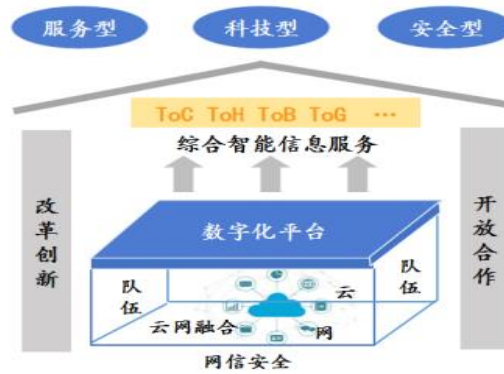 服务型 科技型 安全型
ToC ToH ToB ToG …
综合智能信息服务
改革创新
开放合作
数字化平台
队伍
队伍
云
云网融合
网
网信安全